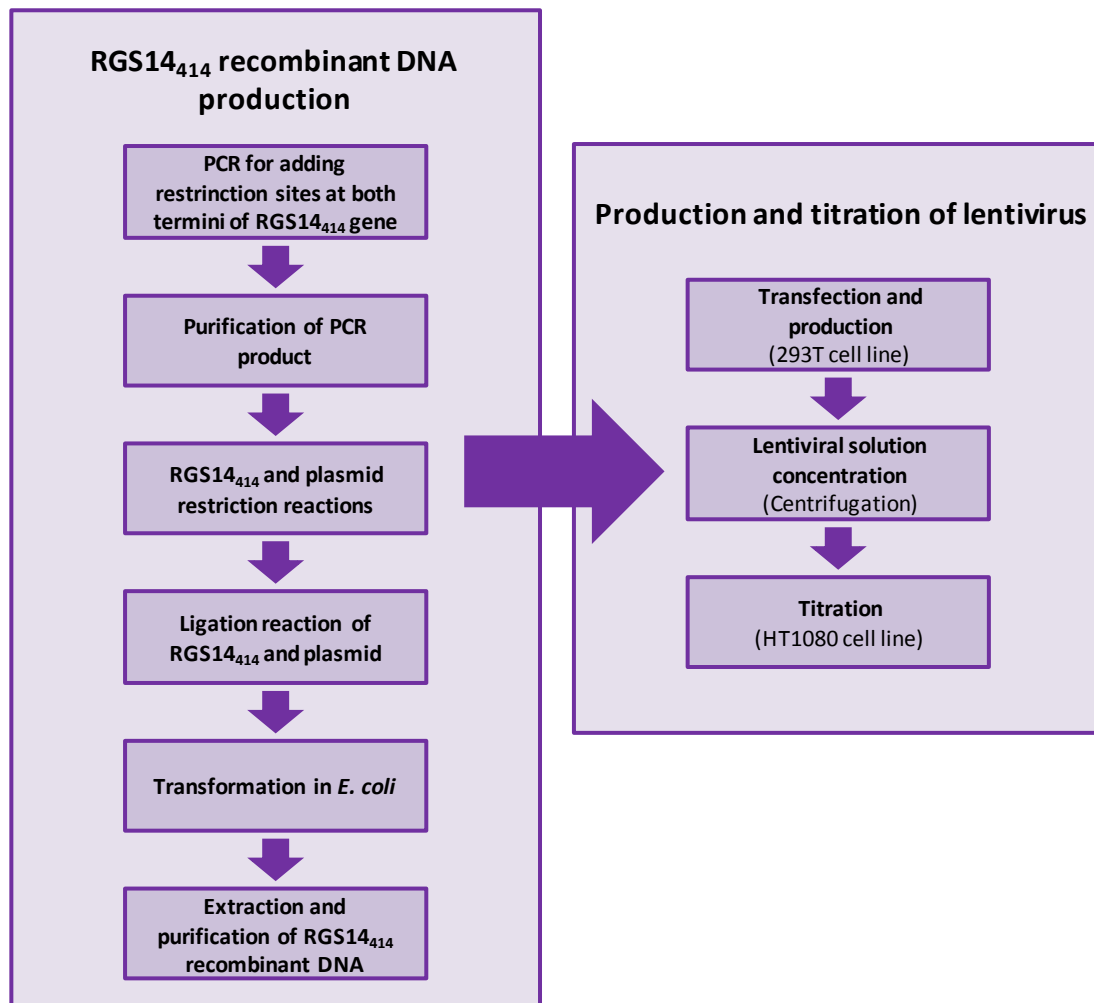 RGS14₄₁₄ recombinant DNA
production
PCR for adding
restrinction sites at both
termini of RGS14₄₁₄ gene
Purification of PCR
product
RGS14₄₁₄ and plasmid
restriction reactions
Ligation reaction of
RGS14₄₁₄ and plasmid
Transformation in E. coli
Extraction and
purification of RGS14₄₁₄
recombinant DNA
Production and titration of lentivirus
Transfection and
production
(293T cell line)
Lentiviral solution
concentration
(Centrifugation)
Titration
(HT1080 cell line)